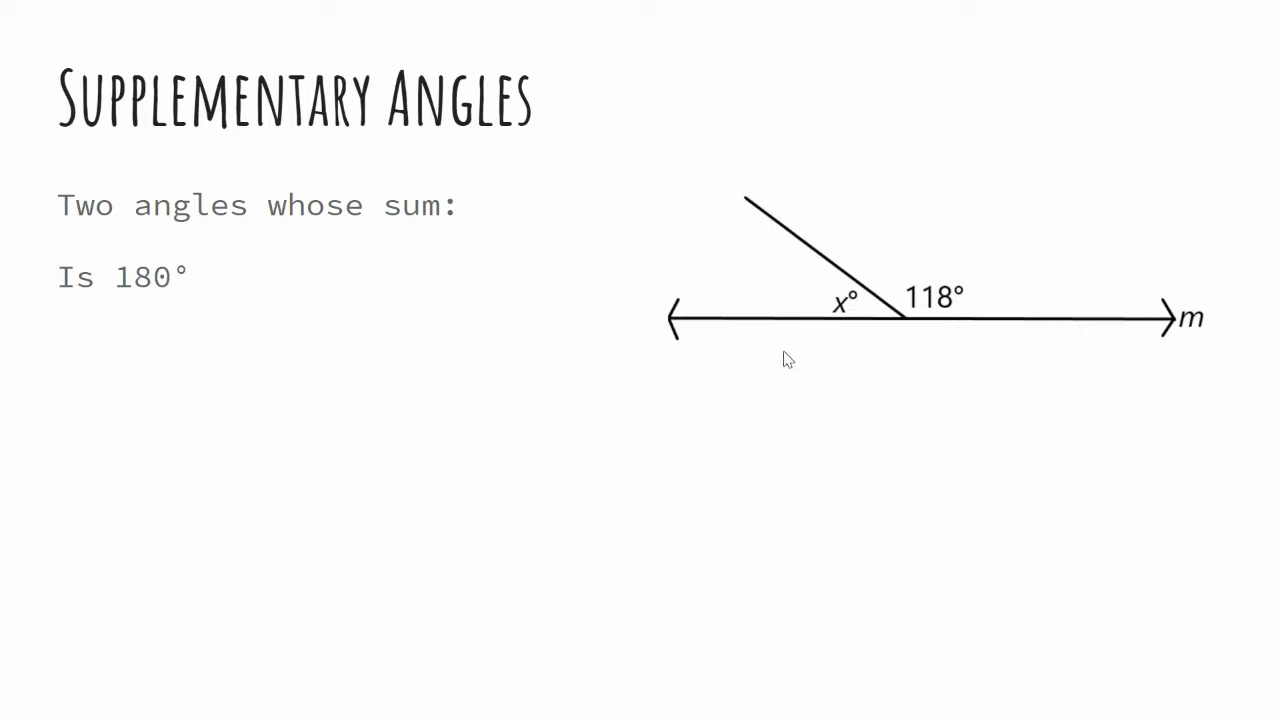 SUPPLEMENTARY ANGLES
Two angles whose sum:
Is 180°
x°
118°
m